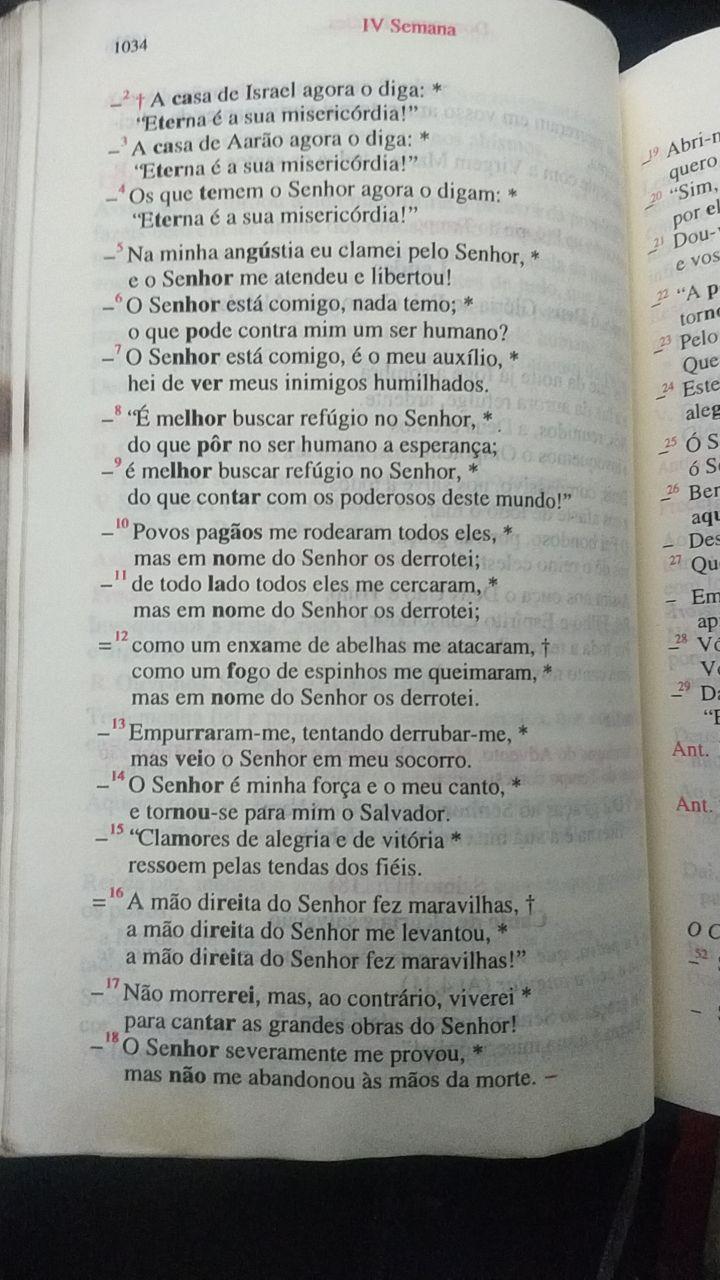 1034
IV Semana
–2 † A casa de Israel agora o diga: *
“Eterna é a sua misericórdia!”
–3 A casa de Aarão agora o diga: *
“Eterna é a sua misericórdia!”
–4 Os que temem o Senhor agora o digam: *
“Eterna é a sua misericórdia!”
–5 Na minha angústia eu clamei pelo Senhor, *
e o Senhor me atendeu e libertou!
–6 O Senhor está comigo, nada temo; *
o que pode contra mim um ser humano?
–7 O Senhor está comigo, é o meu auxílio, *
hei de ver meus inimigos humilhados.
–8 “É melhor buscar refúgio no Senhor, *
do que pôr no ser humano a esperança;
–9 é melhor buscar refúgio no Senhor, *
do que contar com os poderosos deste mundo!”
–10 Povos pagãos me rodearam todos eles, *
mas em nome do Senhor os derrotei;
–11 de todo lado todos eles me cercaram, *
mas em nome do Senhor os derrotei;
=12 como um enxame de abelhas me atacaram, †
como um fogo de espinhos me queimaram, *
mas em nome do Senhor os derrotei.
–13 Empurraram-me, tentando derrubar-me, *
mas veio o Senhor em meu socorro.
–14 O Senhor é minha força e o meu canto, *
e tornou-se para mim o Salvador.
–15 “Clamores de alegria e de vitória *
ressoem pelas tendas dos fiéis.
=16 A mão direita do Senhor fez maravilhas, †
a mão direita do Senhor me levantou, *
a mão direita do Senhor fez maravilhas!”
–17 Não morrerei, mas, ao contrário, viverei *
para cantar as grandes obras do Senhor!
–18 O Senhor severamente me provou, *
mas não me abandonou às mãos da morte. –
–19 Abri-
quero
–20 “Sim,
por
–21 Dou-
e vos
–22 “A
–23 Pelo
Que
–24 Este
–25 Ó
ó
–26
–
27
– Em
–28
–29
Ant.
Ant.
O
–52
–